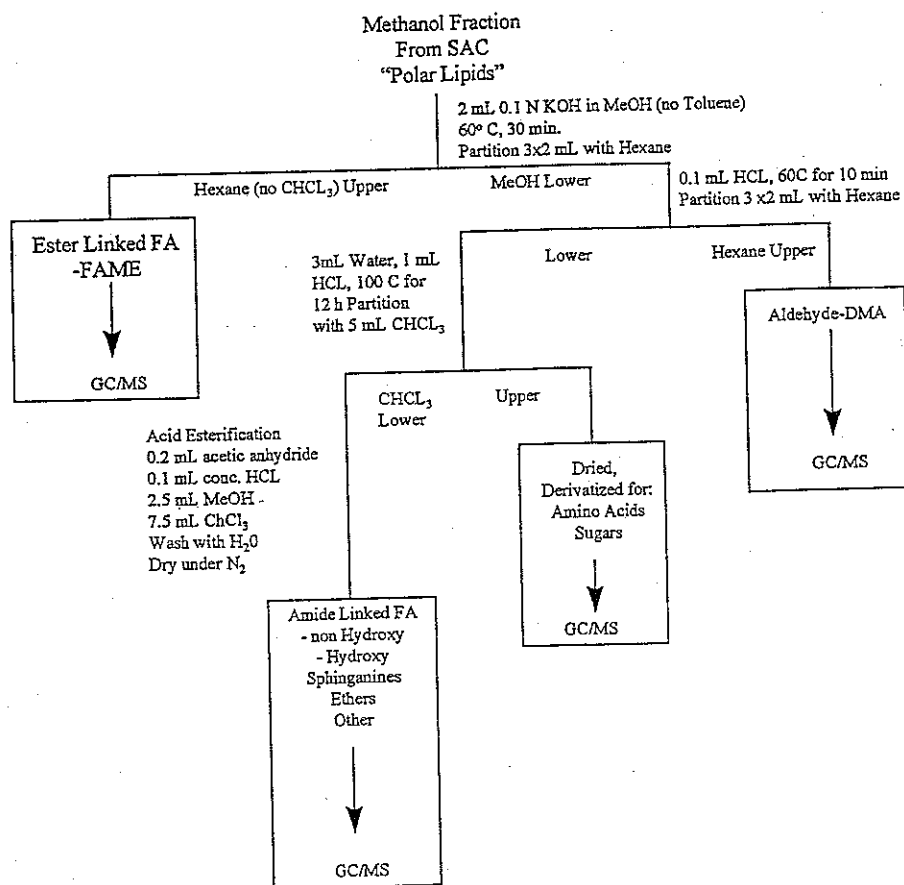 Methanol Fraction
From SAC
"Polar Lipids"
2 mL 0.1 N KOH in MeOH (no Toluene)
60º C, 30 min.
Partition 3x2 mL with Hexane
Hexane (no CHCL₃) Upper
MeOH Lower
0.1 mL HCL, 60C for 10 min
Partition 3 x2 mL with Hexane
Ester Linked FA
-FAME
GC/MS
3mL Water, 1 mL
HCL, 100 C for
12 h Partition
with 5 mL CHCL₃
Lower
Hexane Upper
Aldehyde-DMA
GC/MS
CHCL₃
Lower
Upper
Acid Esterification
0.2 mL acetic anhydride
0.1 mL conc. HCL
2.5 mL MeOH
7.5 mL ChCl₃
Wash with H₂0
Dry under N₂
Dried,
Derivatized for:
Amino Acids
Sugars
GC/MS
Amide Linked FA
- non Hydroxy
- Hydroxy
Sphinganines
Ethers
Other
GC/MS